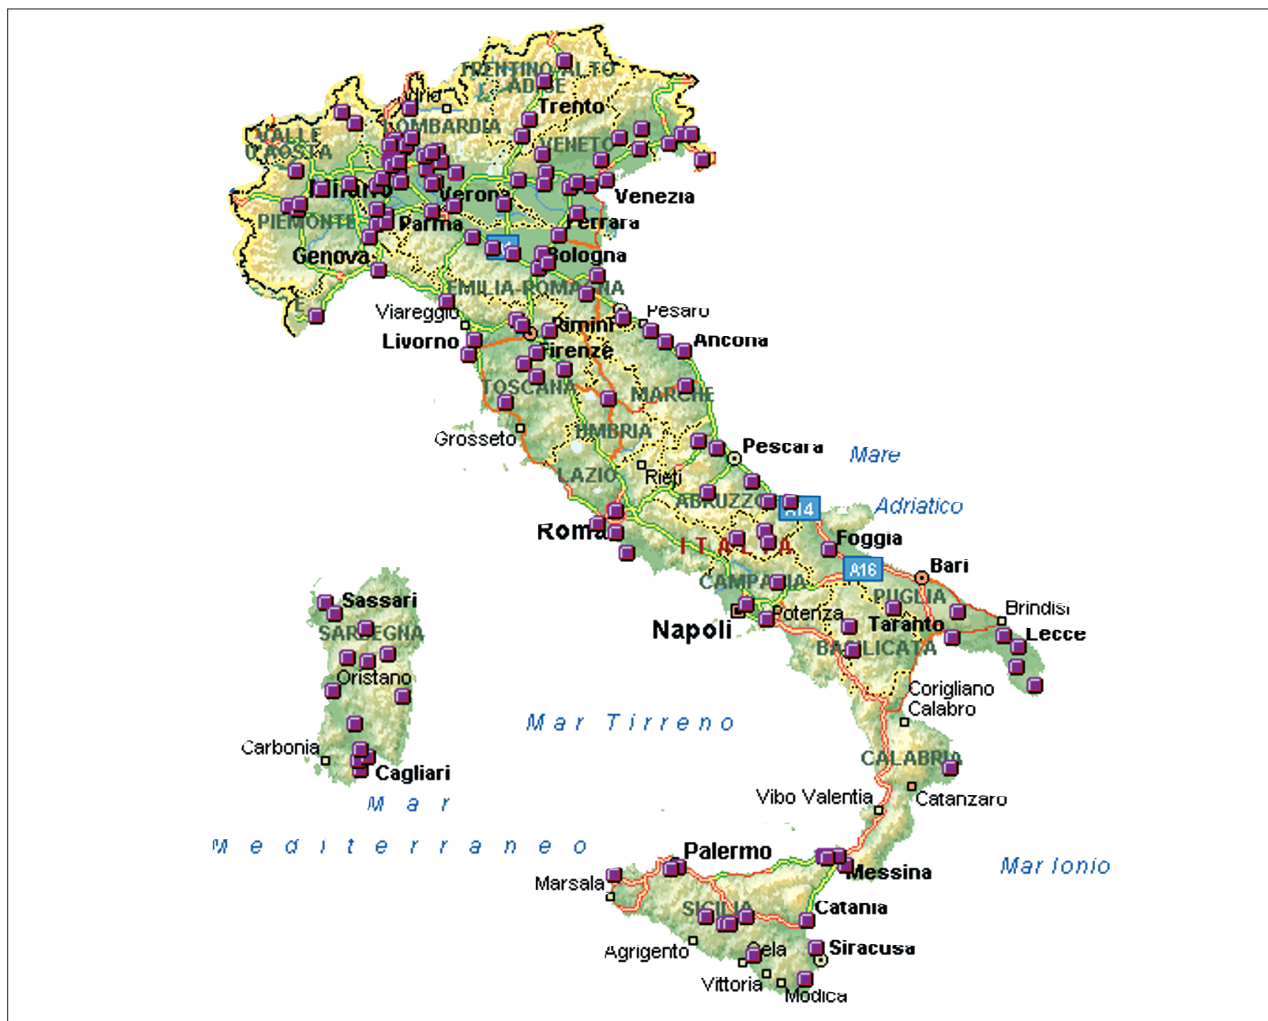 TRENTINO-ALTO
ADIGE
Trento
LOMBARDIA
VALLE
D'AOSTA
VENETO
Milano
Verona
Venezia
PIEMONTE
Parma
Ferrara
Genova
Bologna
EMILIA-ROMAGNA
Viareggio
Pesaro
Rimini
Livorno
Ancona
Firenze
TOSCANA
MARCHE
Grosseto
UMBRIA
Pescara
Mare
LAZIO
Rieti
ABRUZZO
A14
Adriatico
Roma
ITALIA
Foggia
A16
Bari
CAMPANIA
PUGLIA
Sassari
Potenza
Brindisi
SARDEGNA
Napoli
Taranto
Lecce
BASILICATA
Oristano
Corigliano
Calabro
Mar Tirreno
Carbonia
CALABRIA
Cagliari
Mar
Vibo Valentia
Catanzaro
Mediterraneo
Palermo
Mar Ionio
Messina
Marsala
SICILIA
Catania
Agrigento
Gela
Siracusa
Vittoria
Modica